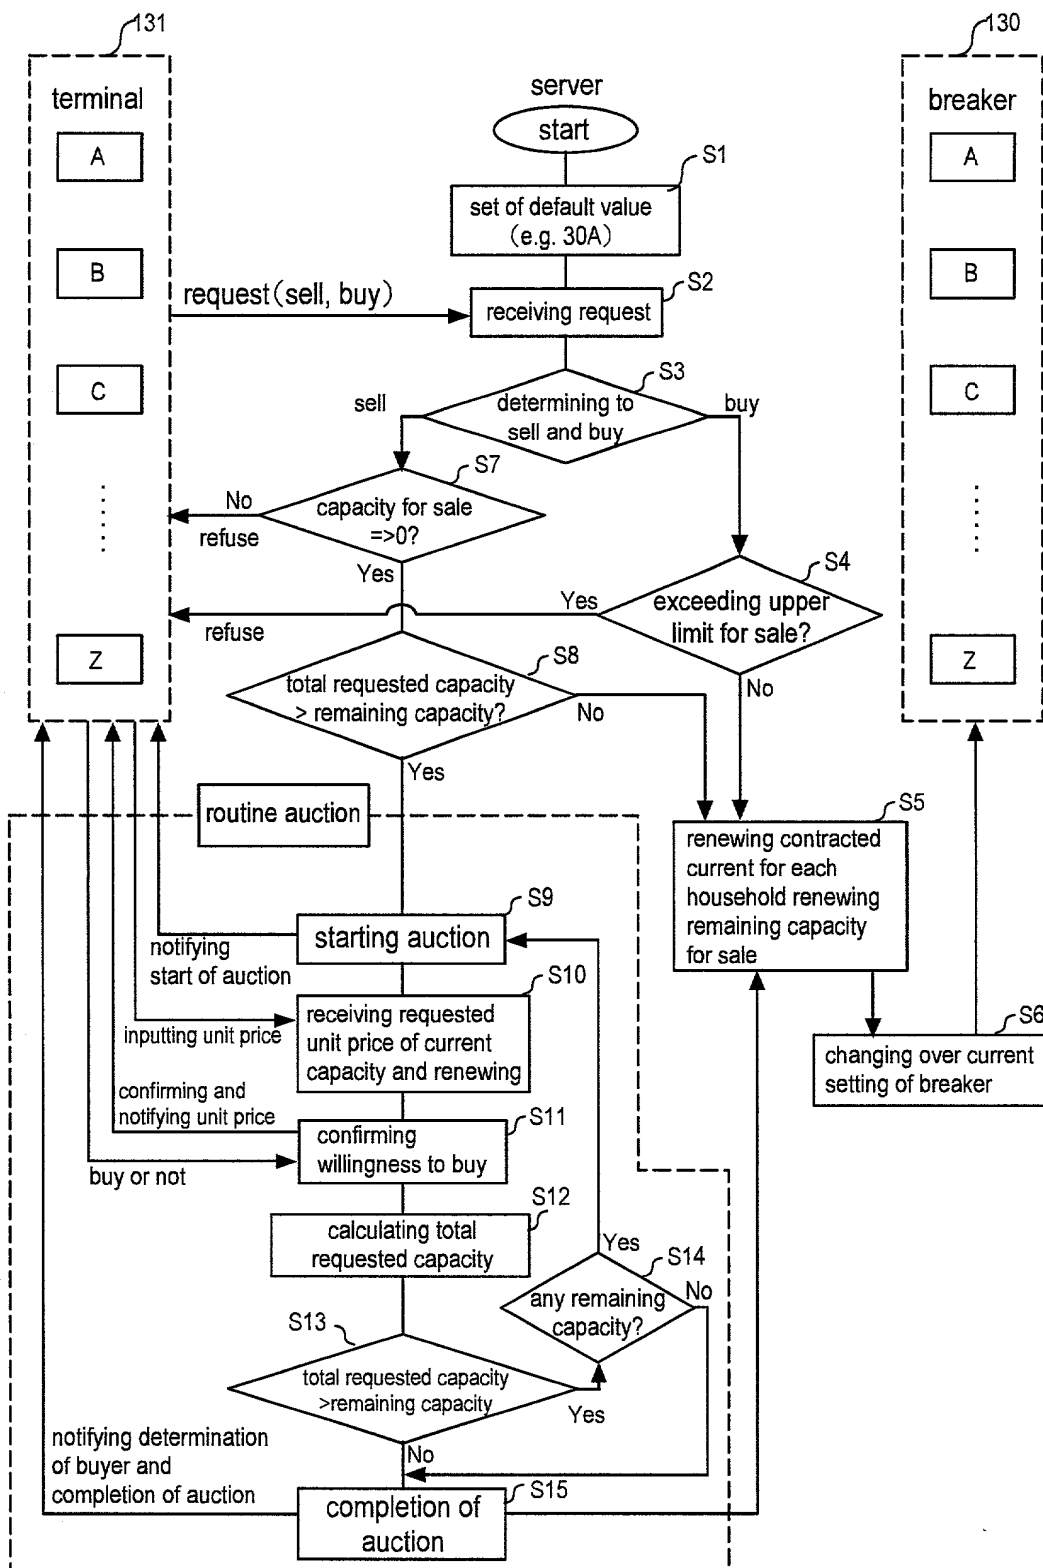 131
130
terminal
server
breaker
start
A
A
S1
set of default value
(e.g. 30A)
B
B
request(sell, buy)
S2
receiving request
S3
C
C
sell
determining to
sell and buy
buy
S7
No
capacity for sale
=>0?
refuse
Yes
S4
Yes
exceeding upper
limit for sale?
refuse
Z
Z
S8
total requested capacity
> remaining capacity?
No
No
Yes
routine auction
S5
renewing contracted
current for each
household renewing
remaining capacity
for sale
S9
starting auction
notifying
start of auction
S10
receiving requested
unit price of current
capacity and renewing
inputting unit price
S6
changing over current
setting of breaker
confirming and
notifying unit price
S11
confirming
willingness to buy
buy or not
S12
calculating total
requested capacity
Yes
S14
any remaining
capacity?
No
S13
total requested capacity
>remaining capacity
Yes
No
notifying determination
of buyer and
completion of auction
S15
completion of
auction